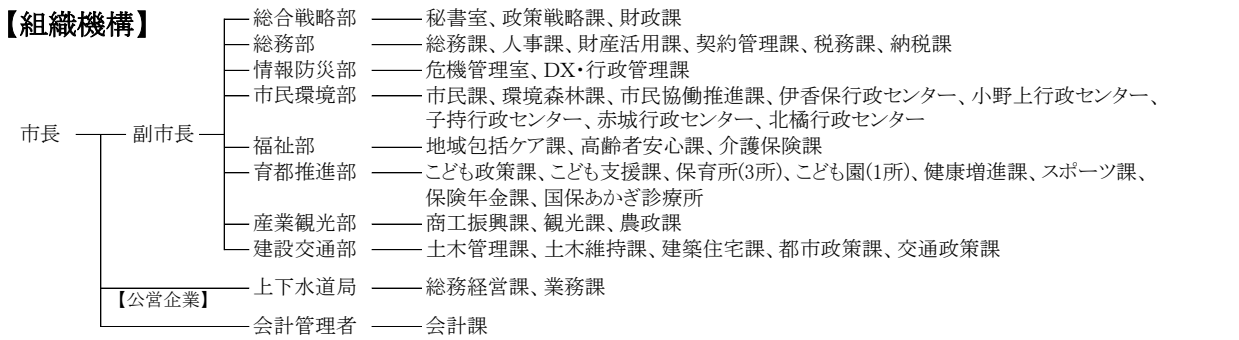 【組織機構】
総合戦略部 秘書室、政策戦略課、財政課
総務部 総務課、人事課、財産活用課、契約管理課、税務課、納税課
情報防災部 危機管理室、DX・行政管理課
市民環境部 市民課、環境森林課、市民協働推進課、伊香保行政センター、小野上行政センター、
子持行政センター、赤城行政センター、北橘行政センター
市長 副市長
福祉部 地域包括ケア課、高齢者安心課、介護保険課
育都推進部 こども政策課、こども支援課、保育所(3所)、こども園(1所)、健康増進課、スポーツ課、
保険年金課、国保あかぎ診療所
産業観光部 商工振興課、観光課、農政課
建設交通部 土木管理課、土木維持課、建築住宅課、都市政策課、交通政策課
上下水道局 総務経営課、業務課
【公営企業】
会計管理者 会計課